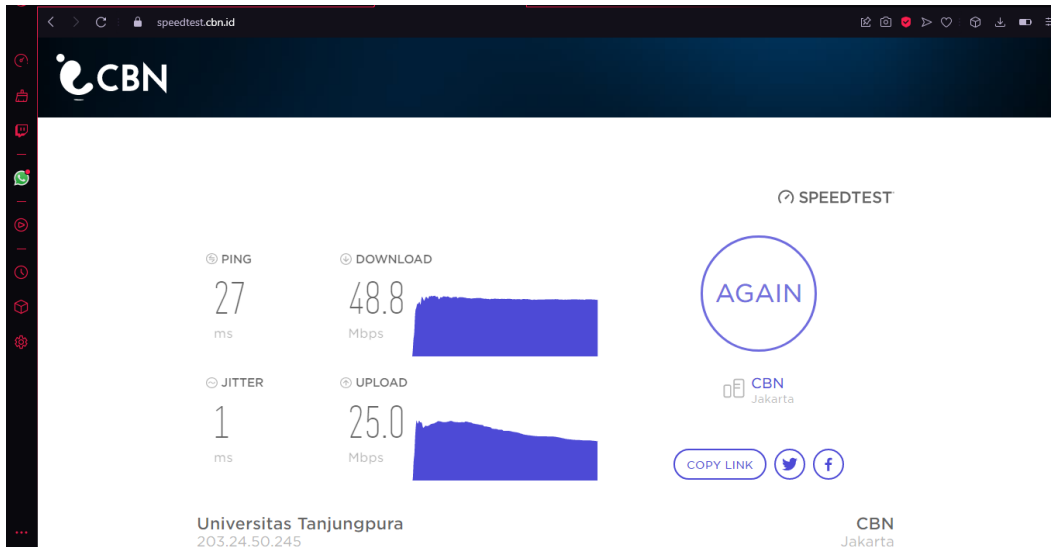 speedtest.cbn.id
CBN
SPEEDTEST
PING
27
ms
DOWNLOAD
48.8
Mbps
AGAIN
JITTER
1
ms
UPLOAD
25.0
Mbps
CBN
Jakarta
COPY LINK
Universitas Tanjungpura
203.24.50.245
CBN
Jakarta